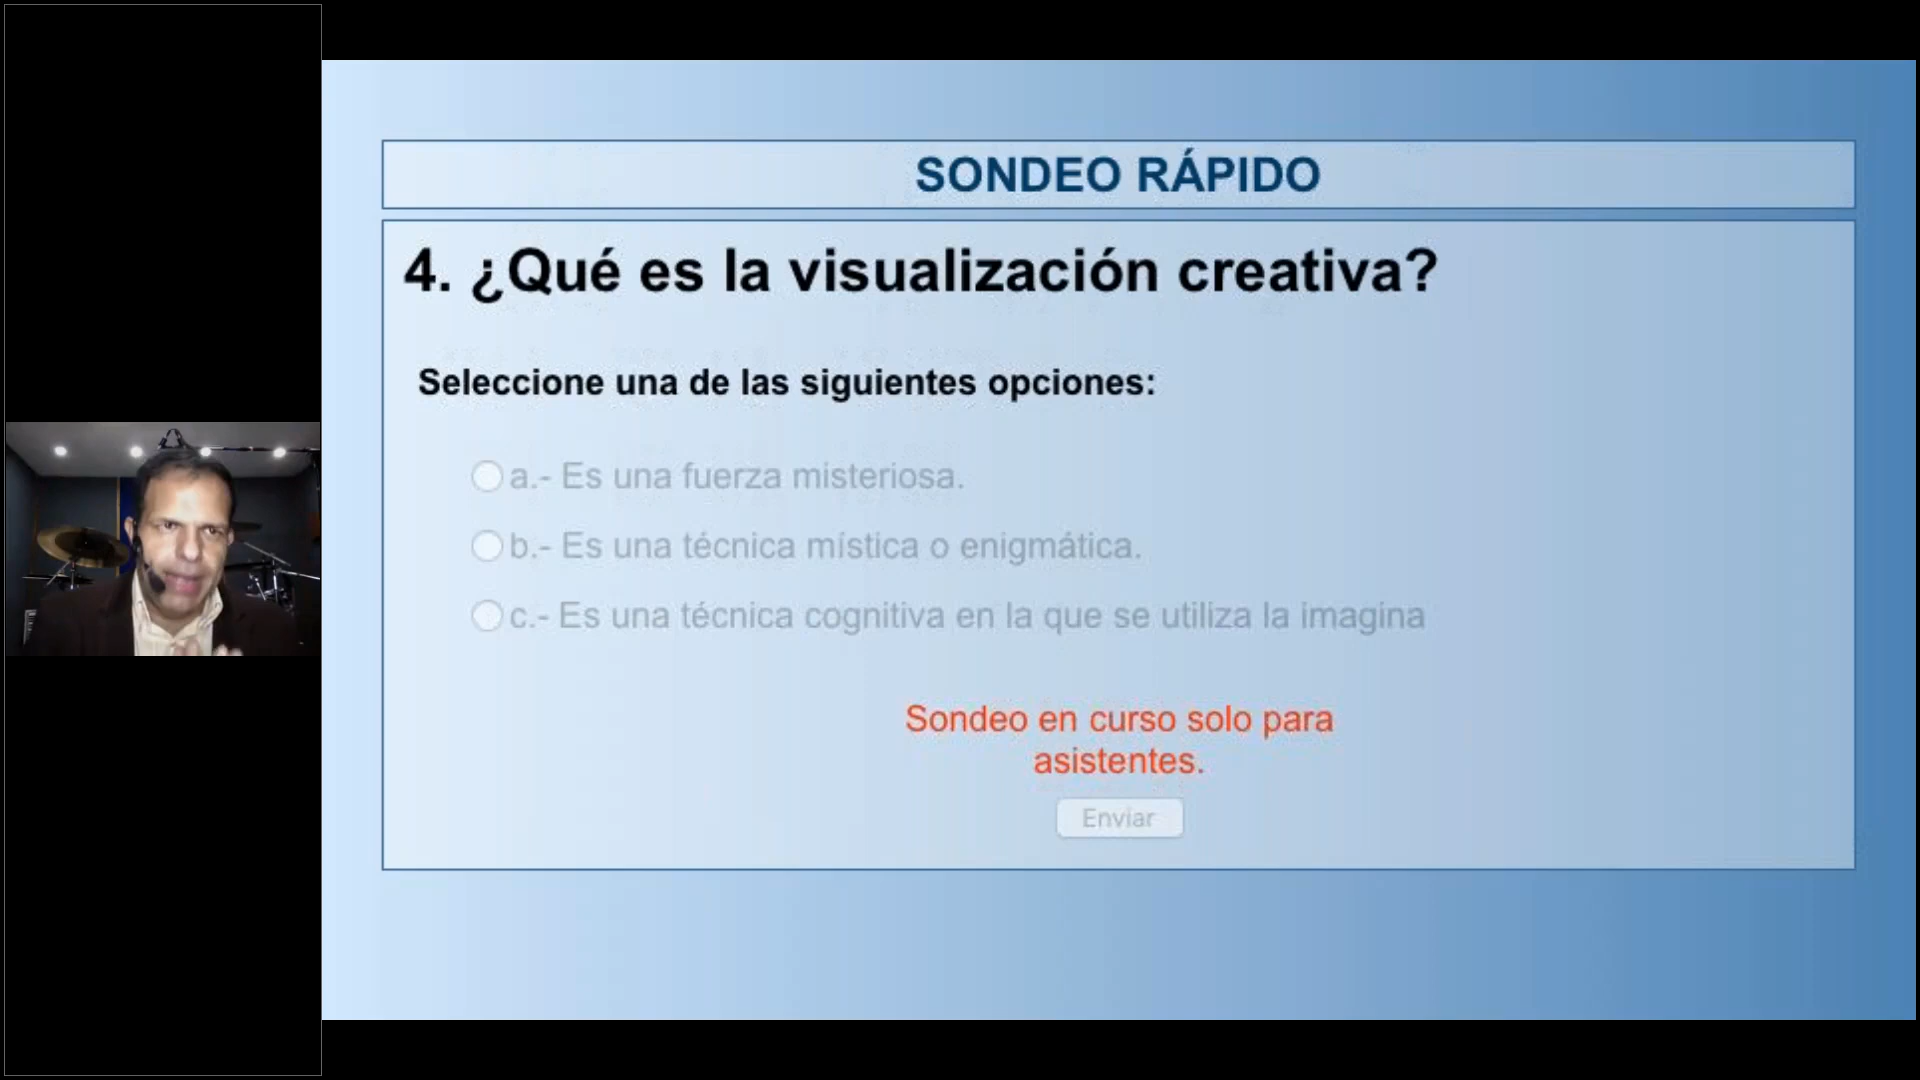 SONDEO RÁPIDO
4. ¿Qué es la visualización creativa?
Seleccione una de las siguientes opciones:
a.- Es una fuerza misteriosa.
b.- Es una técnica mística o enigmática.
c.- Es una técnica cognitiva en la que se utiliza la imagina
Sondeo en curso solo para
asistentes.
Enviar